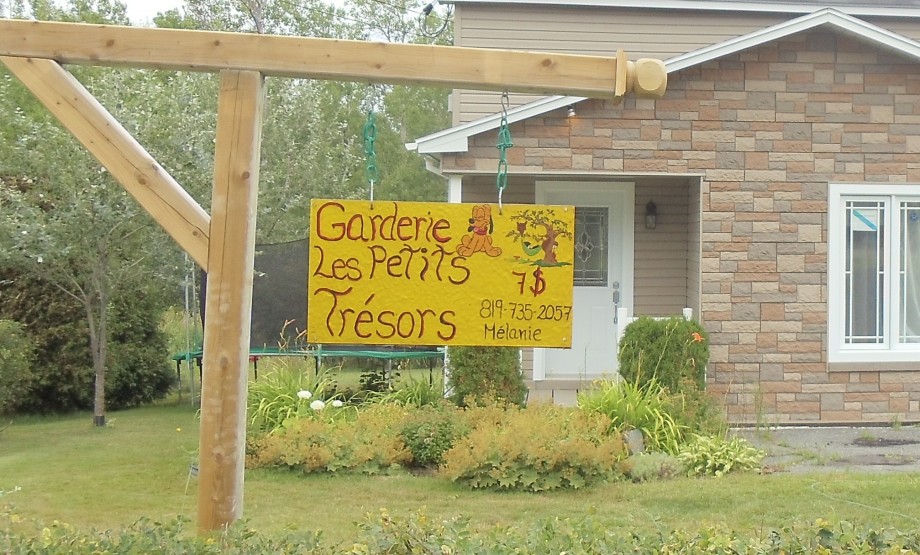 Garderie
Les Petits
Trésors
7$
819-735-2057
Mélanie